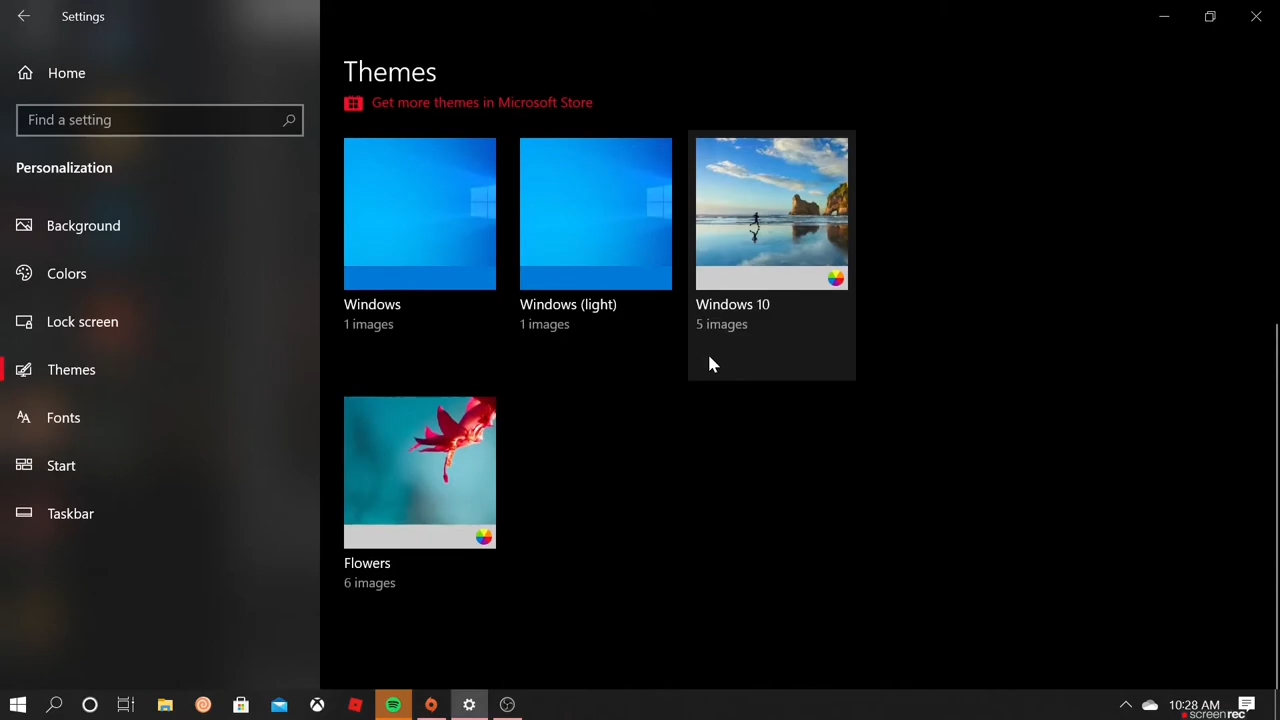 Settings
Home
Find a setting
Personalization
Background
Colors
Lock screen
Themes
Fonts
Start
Taskbar
Themes
Get more themes in Microsoft Store
Windows
1 images
Windows (light)
1 images
Windows 10
5 images
Flowers
6 images
10:28 AM
screenrec